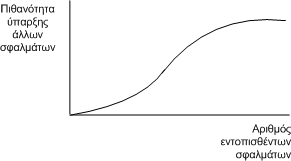 Πιθανότητα
ύπαρξης
άλλων
σφαλμάτων
Αριθμός
εντοπισθέντων
σφαλμάτων